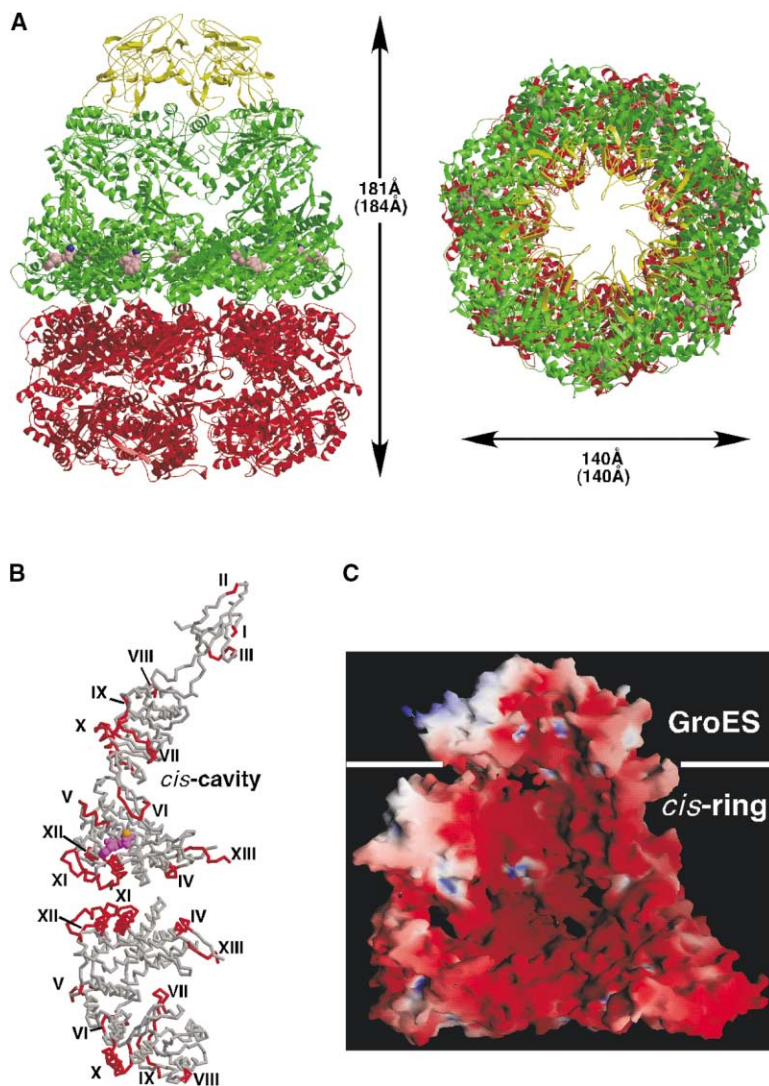 A
181Å
(184Å)
140Å
(140Å)
B
II
I
III
VIII
IX
X
VII
cis-cavity
V
VI
XII
XIII
XI
IV
XI
XII
IV
XIII
V
VII
VI
X
IX
VIII
C
GroES
cis-ring